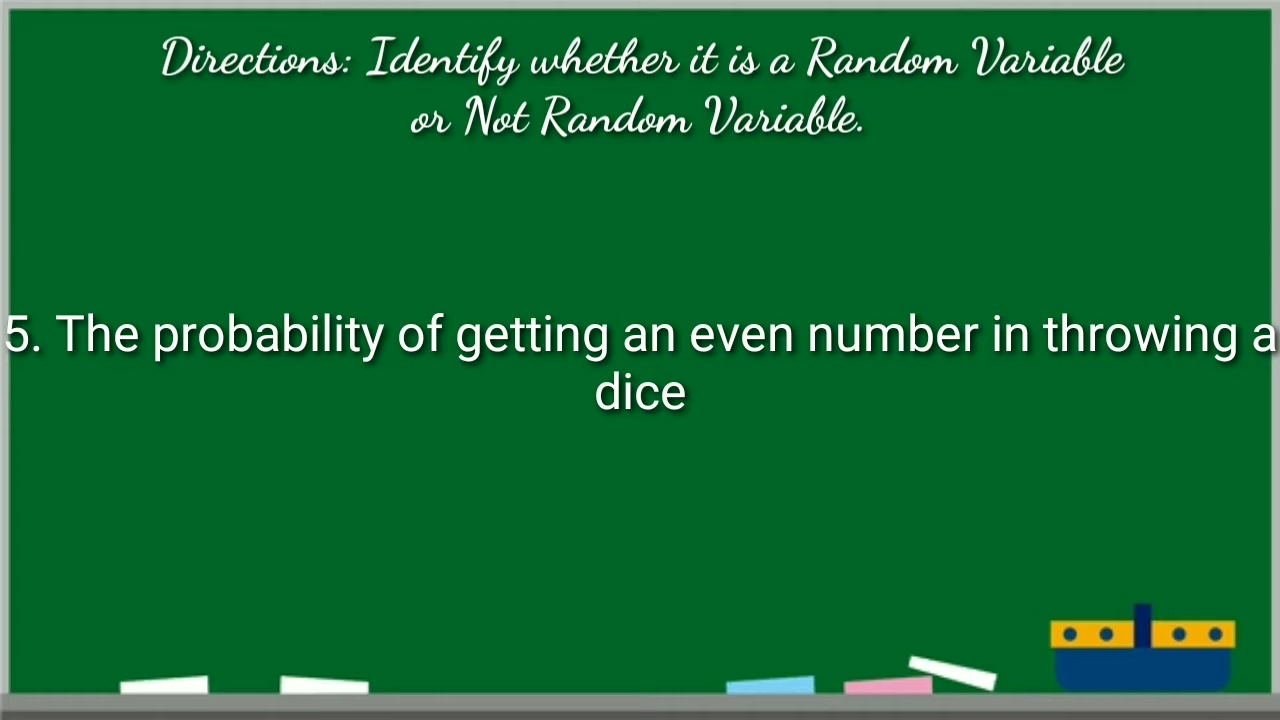 Directions: Identify whether it is a Random Variable
or Not Random Variable.
5. The probability of getting an even number in throwing a
dice